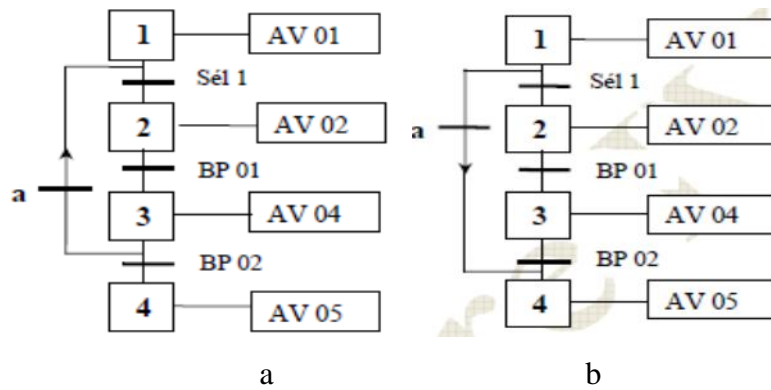 1 AV 01
Sél 1
2 AV 02
BP 01
a
3 AV 04
BP 02
4 AV 05
a
1 AV 01
Sél 1
a
2 AV 02
BP 01
3 AV 04
BP 02
4 AV 05
b